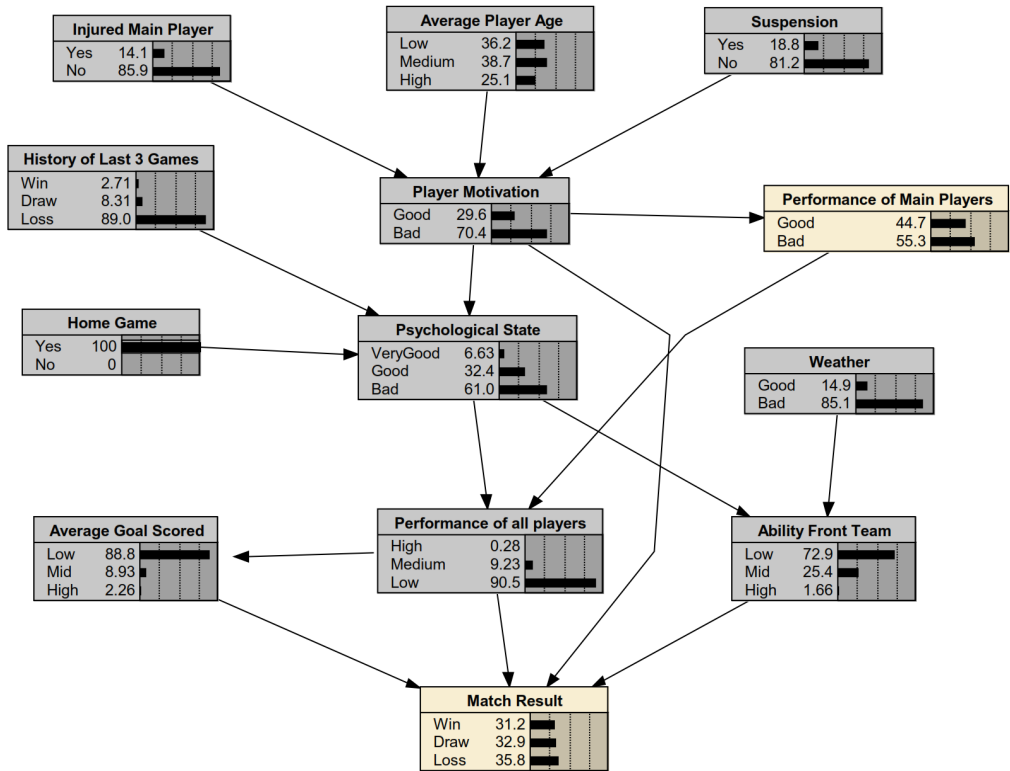 Injured Main Player
Yes 14.1
No 85.9
Average Player Age
Low 36.2
Medium 38.7
High 25.1
Suspension
Yes 18.8
No 81.2
History of Last 3 Games
Win 2.71
Draw 8.31
Loss 89.0
Player Motivation
Good 29.6
Bad 70.4
Performance of Main Players
Good 44.7
Bad 55.3
Home Game
Yes 100
No 0
Psychological State
VeryGood 6.63
Good 32.4
Bad 61.0
Weather
Good 14.9
Bad 85.1
Average Goal Scored
Low 88.8
Mid 8.93
High 2.26
Performance of all players
High 0.28
Medium 9.23
Low 90.5
Ability Front Team
Low 72.9
Mid 25.4
High 1.66
Match Result
Win 31.2
Draw 32.9
Loss 35.8